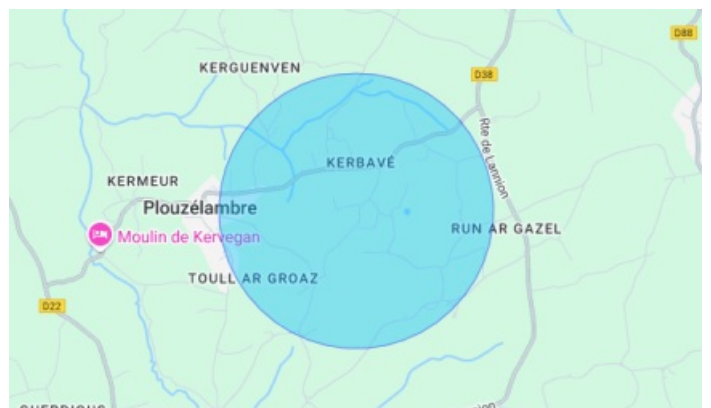 D88
KERGUENVEN
D38
Rte de Lannion
KERBAVÉ
KERMEUR
Plouzélambre
Moulin de Kervegan
RUN AR GAZEL
TOULL AR GROAZ
D22